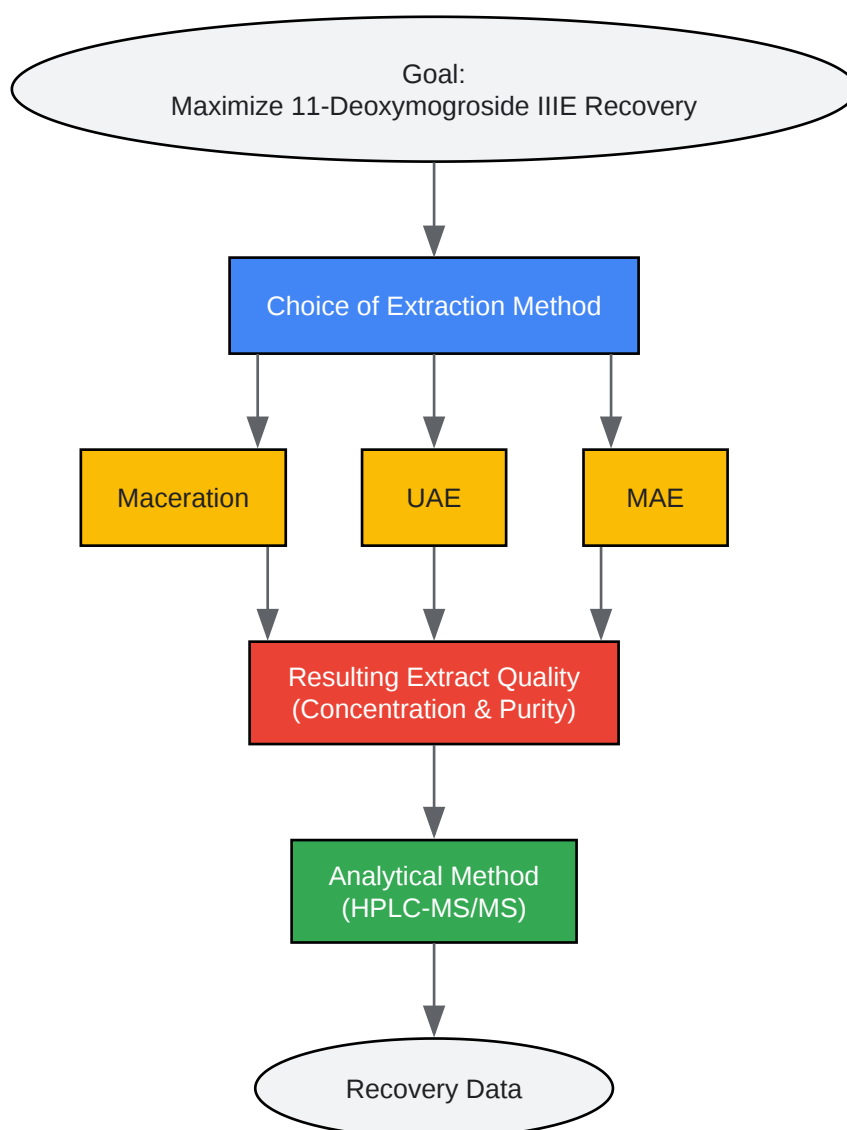 Goal:
Maximize 11-Deoxymogroside IIIE Recovery
Choice of Extraction Method
Maceration
UAE
MAE
Resulting Extract Quality
(Concentration & Purity)
Analytical Method
(HPLC-MS/MS)
Recovery Data